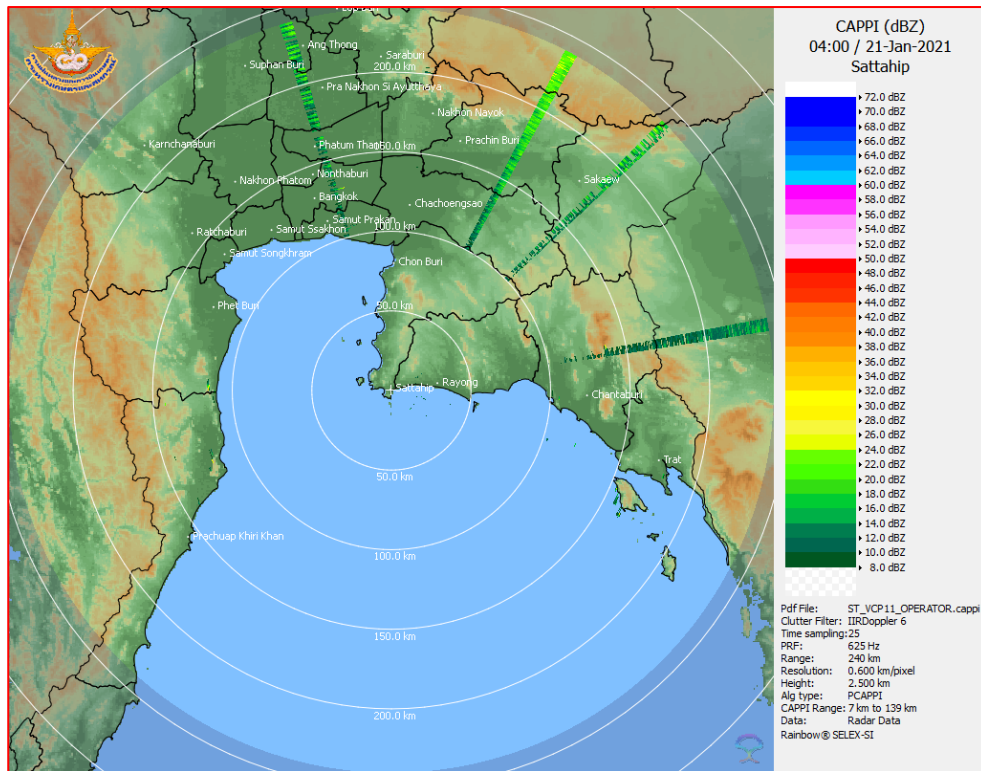 Lop Buri
Ang Thong
Saraburi
Suphan Buri
200.0 km
Pra Nakhon Si Ayutthaya
Nakhon Nayok
Karnchanaburi
Phatum Thani
150.0 km
Prachin Buri
Nonthaburi
Nakhon Phatom
Sakaew
Bangkok
Chachoengsao
Samut Prakan
Ratchaburi
Samut Ssakhon
100.0 km
Samut Songkhram
Chon Buri
Phet Buri
50.0 km
Sattahip
Rayong
Chantaburi
Trat
50.0 km
Prachuap Khiri Khan
100.0 km
150.0 km
200.0 km
CAPPI (dBZ)
04:00 / 21-Jan-2021
Sattahip
72.0 dBZ
70.0 dBZ
68.0 dBZ
66.0 dBZ
64.0 dBZ
62.0 dBZ
60.0 dBZ
58.0 dBZ
56.0 dBZ
54.0 dBZ
52.0 dBZ
50.0 dBZ
48.0 dBZ
46.0 dBZ
44.0 dBZ
42.0 dBZ
40.0 dBZ
38.0 dBZ
36.0 dBZ
34.0 dBZ
32.0 dBZ
30.0 dBZ
28.0 dBZ
26.0 dBZ
24.0 dBZ
22.0 dBZ
20.0 dBZ
18.0 dBZ
16.0 dBZ
14.0 dBZ
12.0 dBZ
10.0 dBZ
8.0 dBZ
Pdf File: ST_VCP11_OPERATOR.cappi
Clutter Filter: IIRDoppler 6
Time sampling:25
PRF: 625 Hz
Range: 240 km
Resolution: 0.600 km/pixel
Height: 2.500 km
Alg type: PCAPPI
CAPPI Range: 7 km to 139 km
Data: Radar Data
Rainbow® SELEX-SI